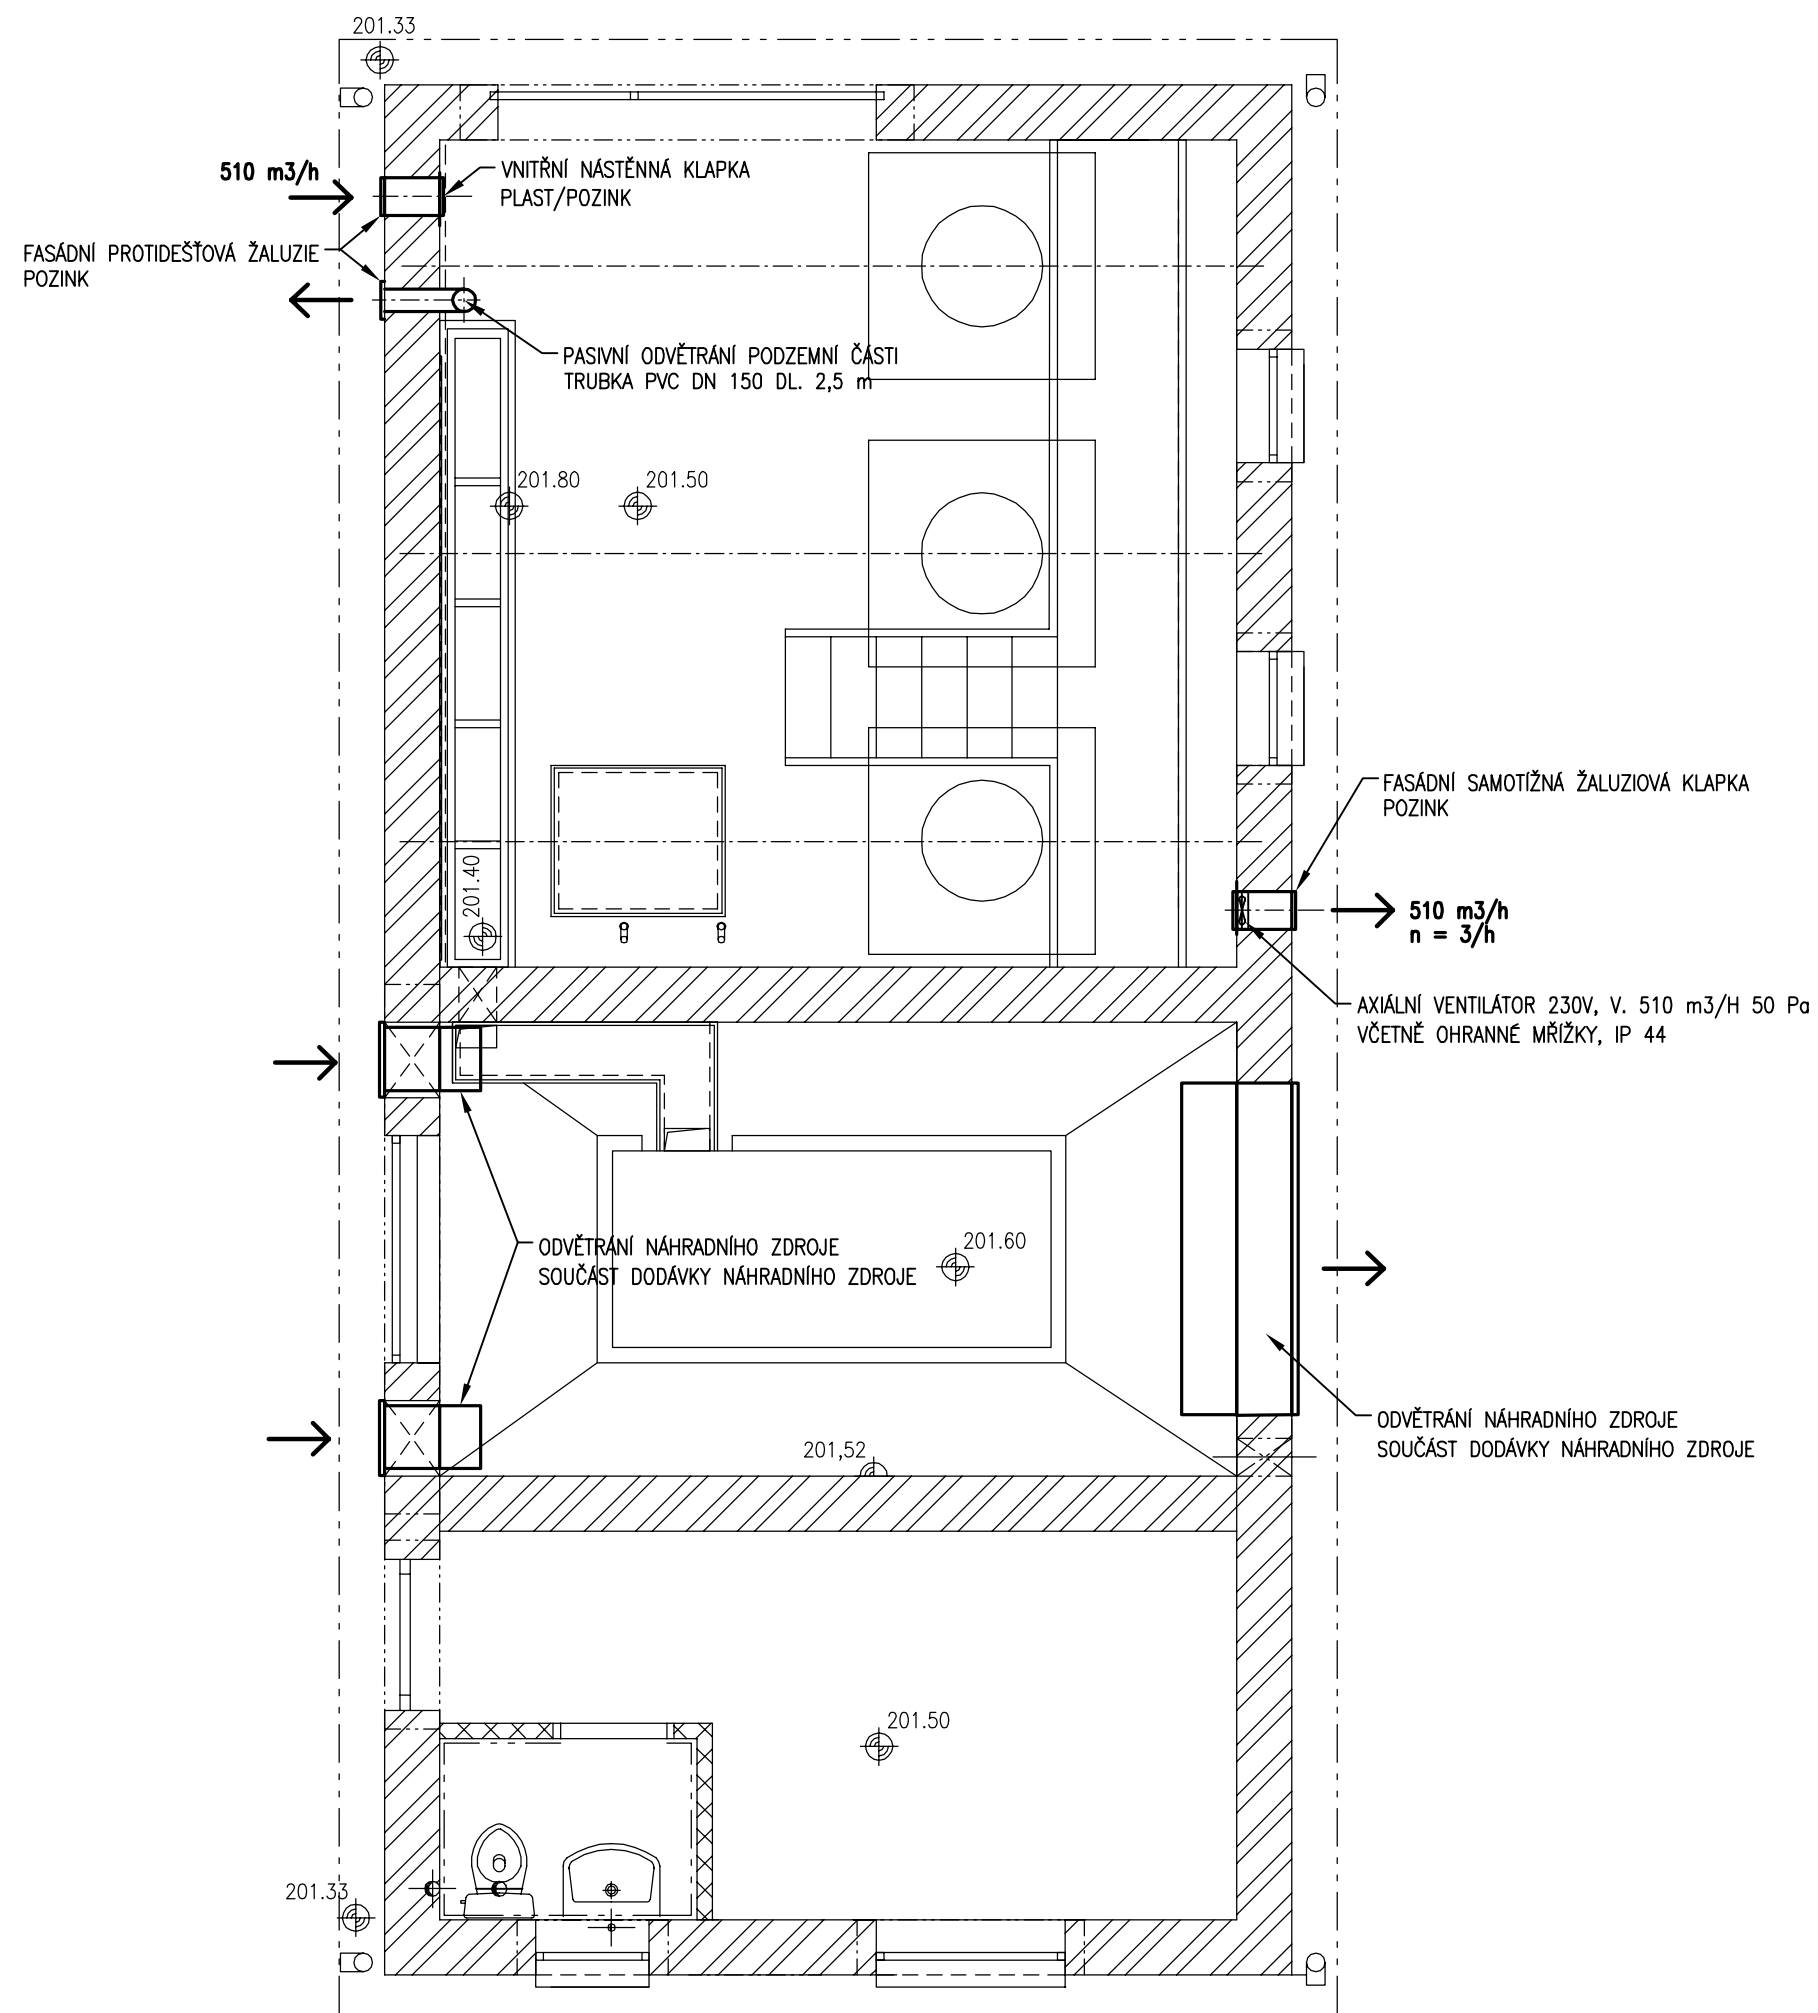 201.33
510 m3/h
VNITŘNÍ NÁSTĚNNÁ KLAPKA
PLAST/POZINK
FASÁDNÍ PROTIDEŠŤOVÁ ŽALUZIE
POZINK
PASIVNÍ ODVĚTRÁNÍ PODZEMNÍ ČÁSTI
TRUBKA PVC DN 150 DL. 2,5 m
201.80
201.50
FASÁDNÍ SAMOTÍŽNÁ ŽALUZIOVÁ KLAPKA
POZINK
201.40
510 m3/h
n = 3/h
AXIÁLNÍ VENTILÁTOR 230V, V. 510 m3/H 50 Pa
VČETNĚ OHRANNÉ MŘÍŽKY, IP 44
ODVĚTRÁNÍ NÁHRADNÍHO ZDROJE
SOUČÁST DODÁVKY NÁHRADNÍHO ZDROJE
201.60
ODVĚTRÁNÍ NÁHRADNÍHO ZDROJE
SOUČÁST DODÁVKY NÁHRADNÍHO ZDROJE
201,52
201.50
201.33